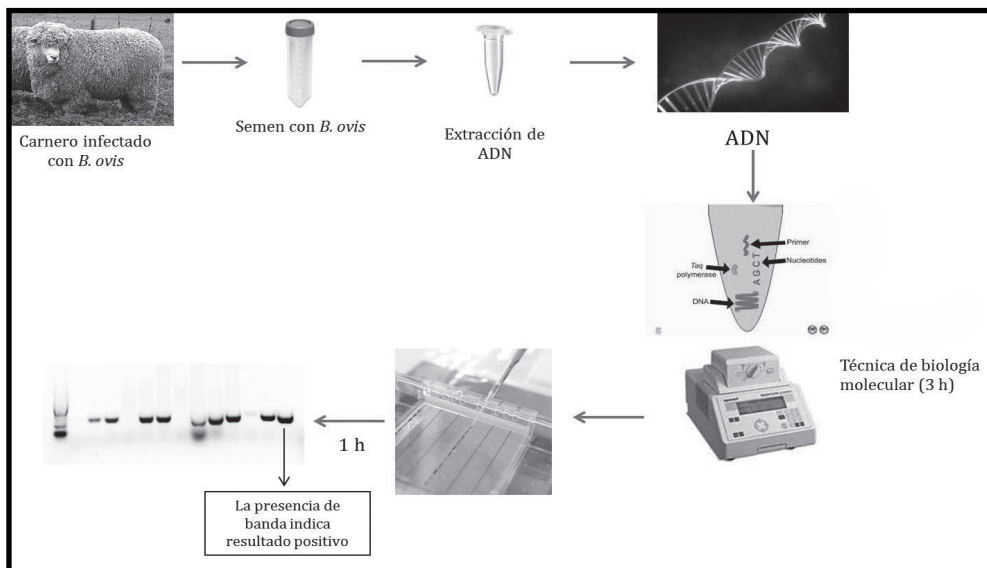 Carnero infectado
con B. ovis
Semen con B. ovis
Extracción de
ADN
ADN
Primer
Nucleotides
Taq
polymerase
A G C T
DNA
Técnica de biología
molecular (3 h)
1 h
La presencia de
banda indica
resultado positivo